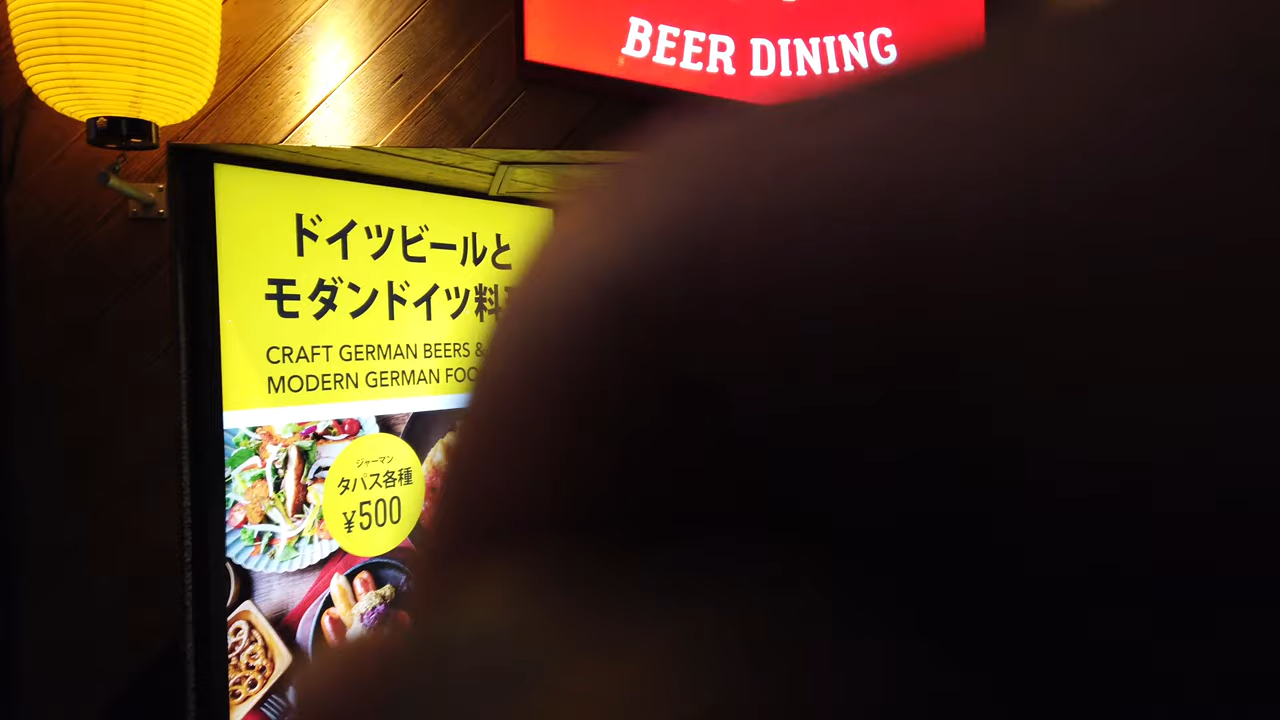 BEER DINING
ドイツビールと
モダンドイツ料
CRAFT GERMAN BEERS &
MODERN GERMAN
ジャーマン
タパス各種
¥500